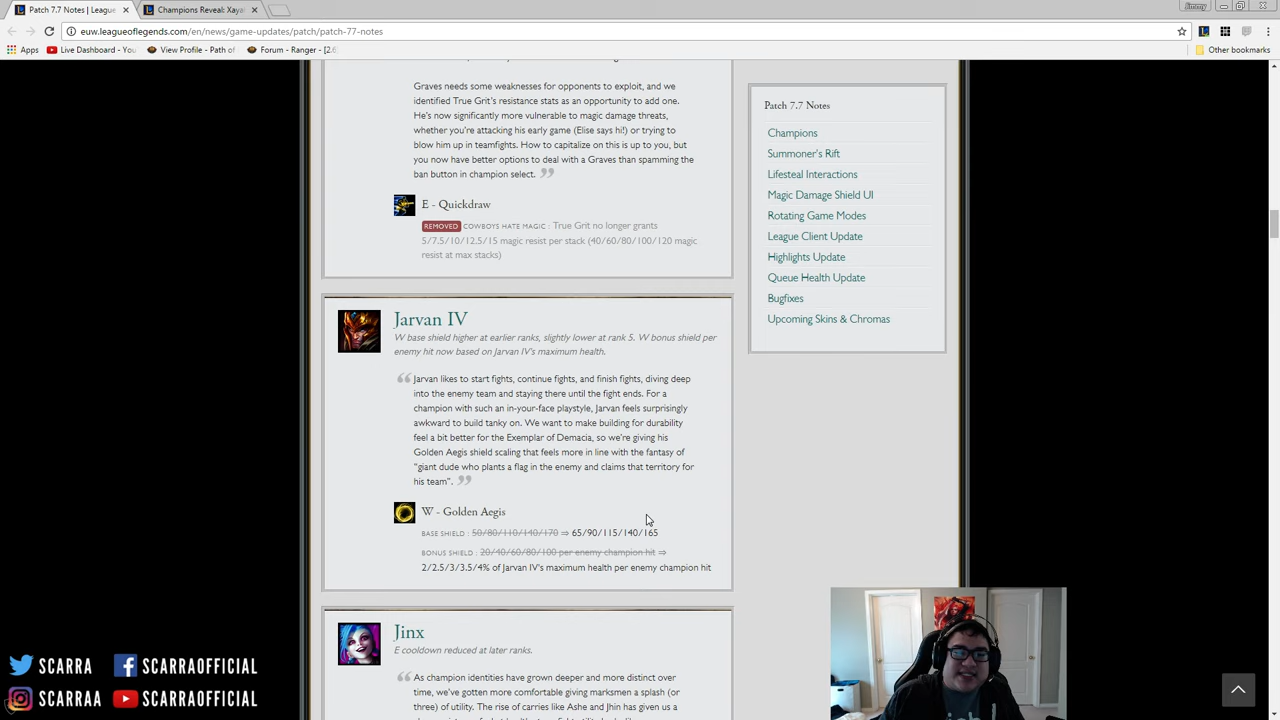 Patch 7.7 Notes | Leagu
Champions Reveal: Xaya
Jimmy
euw.leagueoflegends.com/en/news/game-updates/patch/patch-77-notes
Apps
Live Dashboard - You
View Profile - Path of
Forum - Ranger - [2.6
Other bookmarks
Graves needs some weaknesses for opponents to exploit, and we
identified True Grit's resistance stats as an opportunity to add one.
He's now significantly more vulnerable to magic damage threats,
whether you're attacking his early game (Elise says hi!) or trying to
blow him up in teamfights. How to capitalize on this is up to you, but
you now have better options to deal with a Graves than spamming the
ban button in champion select.
E - Quickdraw
REMOVED COWBOYS HATE MAGIC : True Grit no longer grants
5/7.5/10/12.5/15 magic resist per stack (40/60/80/100/120 magic
resist at max stacks)
Jarvan IV
W base shield higher at earlier ranks, slightly lower at rank 5. W bonus shield per
enemy hit now based on Jarvan IV's maximum health.
Jarvan likes to start fights, continue fights, and finish fights, diving deep
into the enemy team and staying there until the fight ends. For a
champion with such an in-your-face playstyle, Jarvan feels surprisingly
awkward to build tanky on. We want to make building for durability
feel a bit better for the Exemplar of Demacia, so we're giving his
Golden Aegis shield scaling that feels more in line with the fantasy of
"giant dude who plants a flag in the enemy and claims that territory for
his team".
W - Golden Aegis
BASE SHIELD : 50/80/110/140/170 ⇒ 65/90/115/140/165
BONUS SHIELD : 20/40/60/80/100 per enemy champion hit ⇒
2/2.5/3/3.5/4% of Jarvan IV's maximum health per enemy champion hit
Jinx
E cooldown reduced at later ranks.
As champion identities have grown deeper and more distinct over
time, we've gotten more comfortable giving marksmen a splash (or
three) of utility. The rise of carries like Ashe and Jhin has given us a
Patch 7.7 Notes
Champions
Summoner's Rift
Lifesteal Interactions
Magic Damage Shield UI
Rotating Game Modes
League Client Update
Highlights Update
Queue Health Update
Bugfixes
Upcoming Skins & Chromas
SCARRA
SCARRAOFFICIAL
SCARRAA
SCARRAOFFICIAL